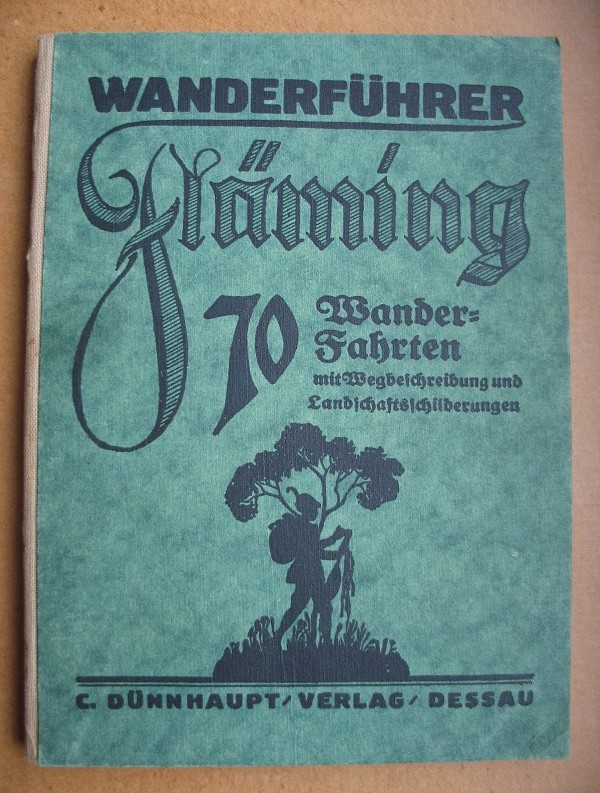 WANDERFÜHRER
Fläming
70
Wander=
Fahrten
mit Wegbeſchreibung und
Landſchaftsſchilderungen
C. DÜNNHAUPT/VERLAG/DESSAU